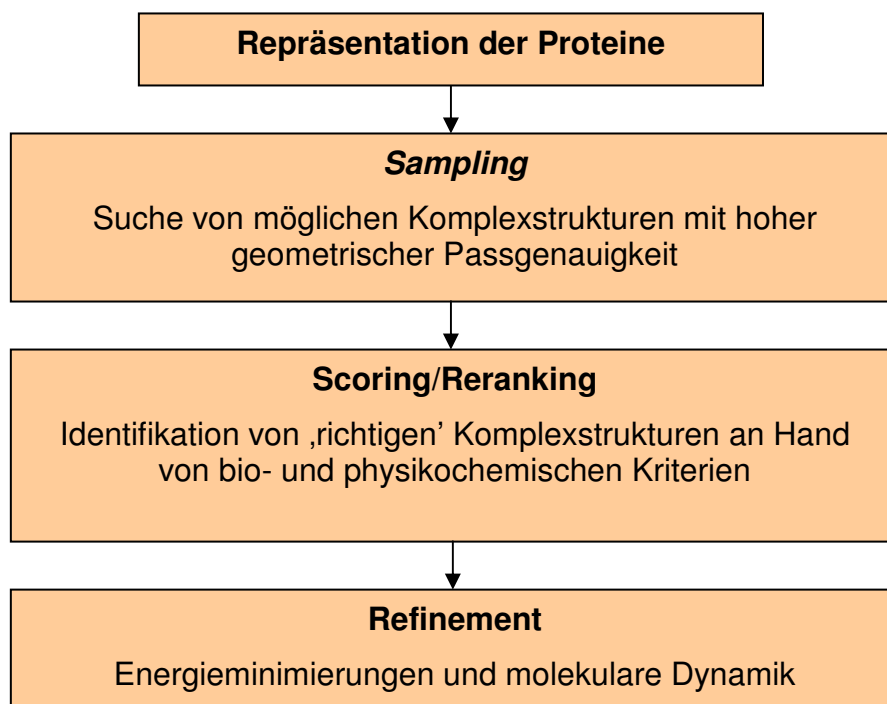 Repräsentation der Proteine
Sampling
Suche von möglichen Komplexstrukturen mit hoher
geometrischer Passgenauigkeit
Scoring/Reranking
Identifikation von ‚richtigen’ Komplexstrukturen an Hand
von bio- und physikochemischen Kriterien
Refinement
Energieminimierungen und molekulare Dynamik